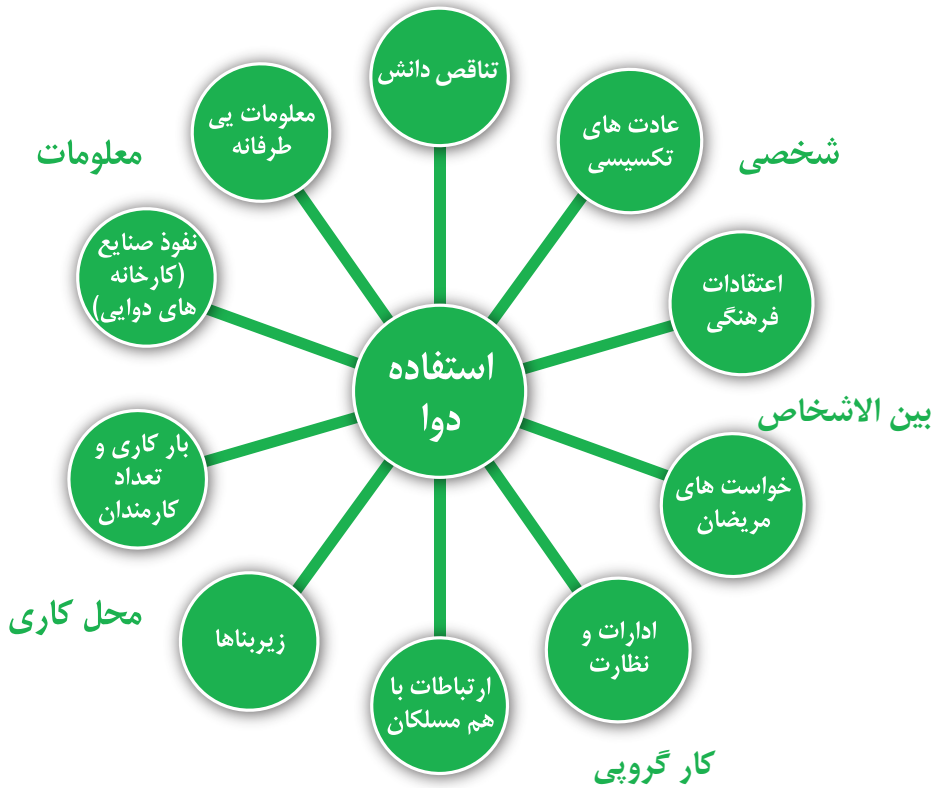 تناقص دانش
عادت های
تکسیسی
شخصی
اعتقادات
فرهنگی
بین الاشخاص
خواست های
مریضان
ادارات و
نظارت
کار گروپی
ارتباطات با
هم مسلکان
زیربناها
محل کاری
بار کاری و
تعداد
کارمندان
نفوذ صنایع
(کارخانه
های دوایی)
معلومات
معلومات یی
طرفانه
استفاده
دوا